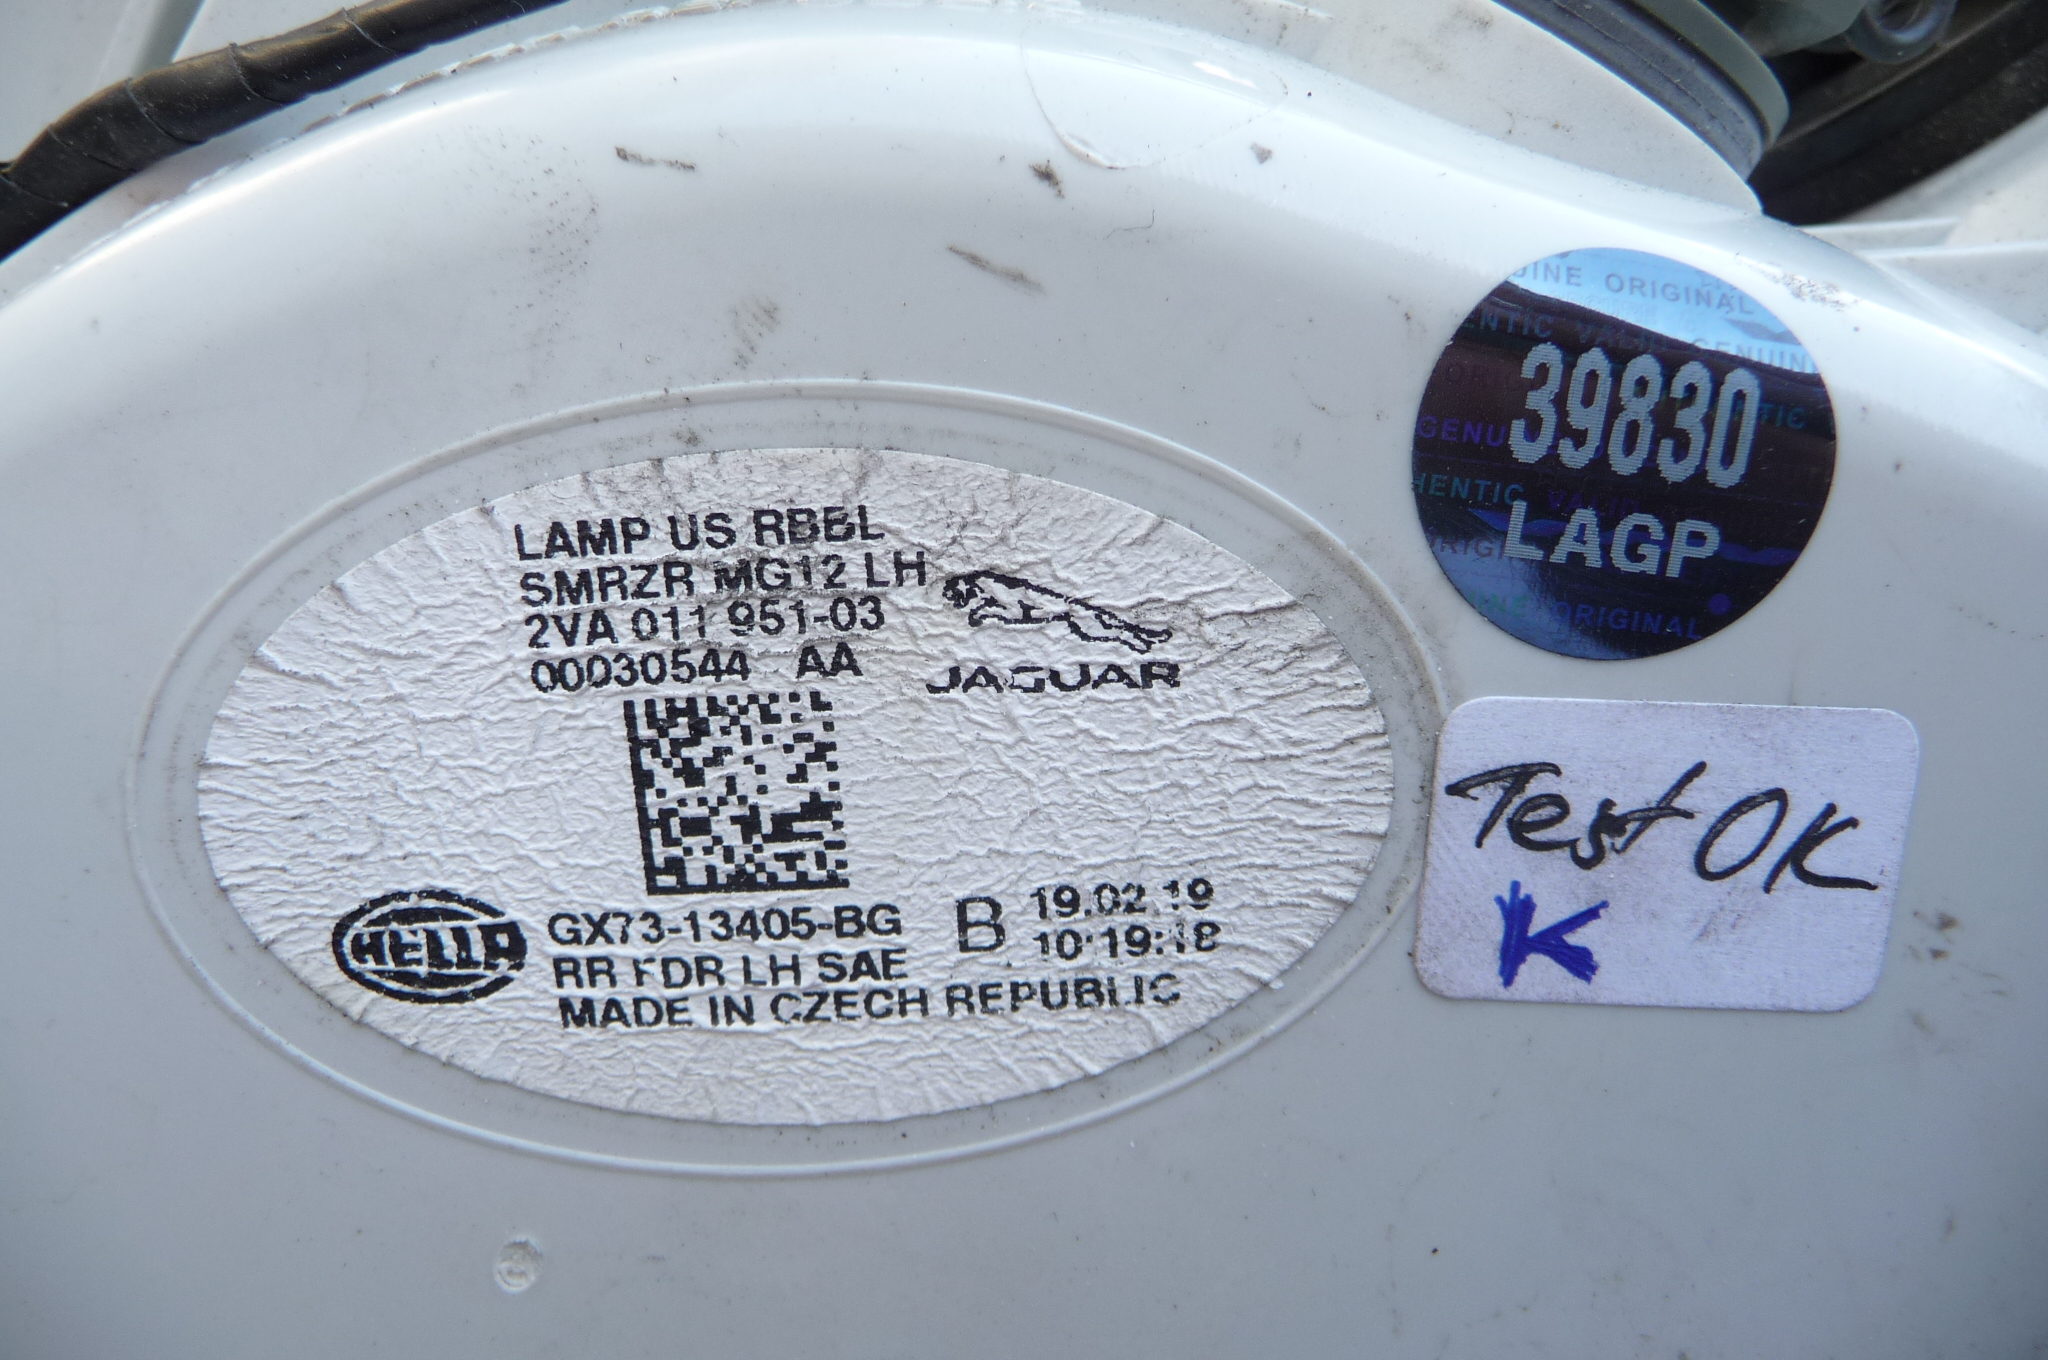 LAMP US RBBL
SMRZR MG12 LH
2VA 011 951-03
00030544 AA
JAGUAR
HELLA
GX73-13405-BG
RR FDR LH SAE
MADE IN CZECH REPUBLIC
B
19.02.19
10:19:18
ORIGINAL
39830
LAGP
ORIGINAL
Test OK
K